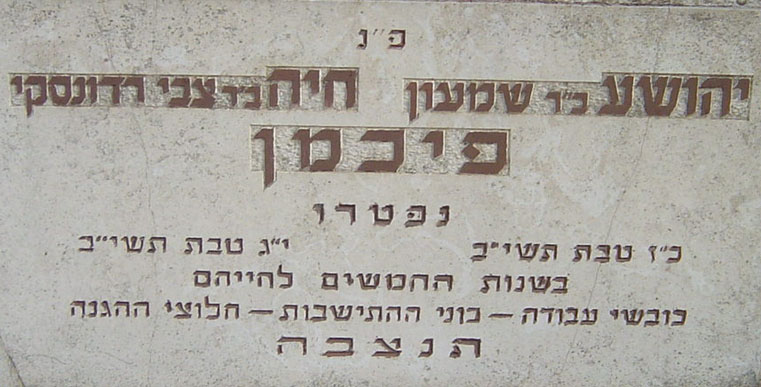 פ״נ
יהושע ב״ר שמעון חיה בר צבי רדונסקי
פיכמן
נפטרו
כ״ז טבת תשי״ב י״ג טבת תשי״ב
בשנות החמשים לחייהם
כובשי עבודה – בוני ההתישבות – חלוצי ההגנה
תנצבה